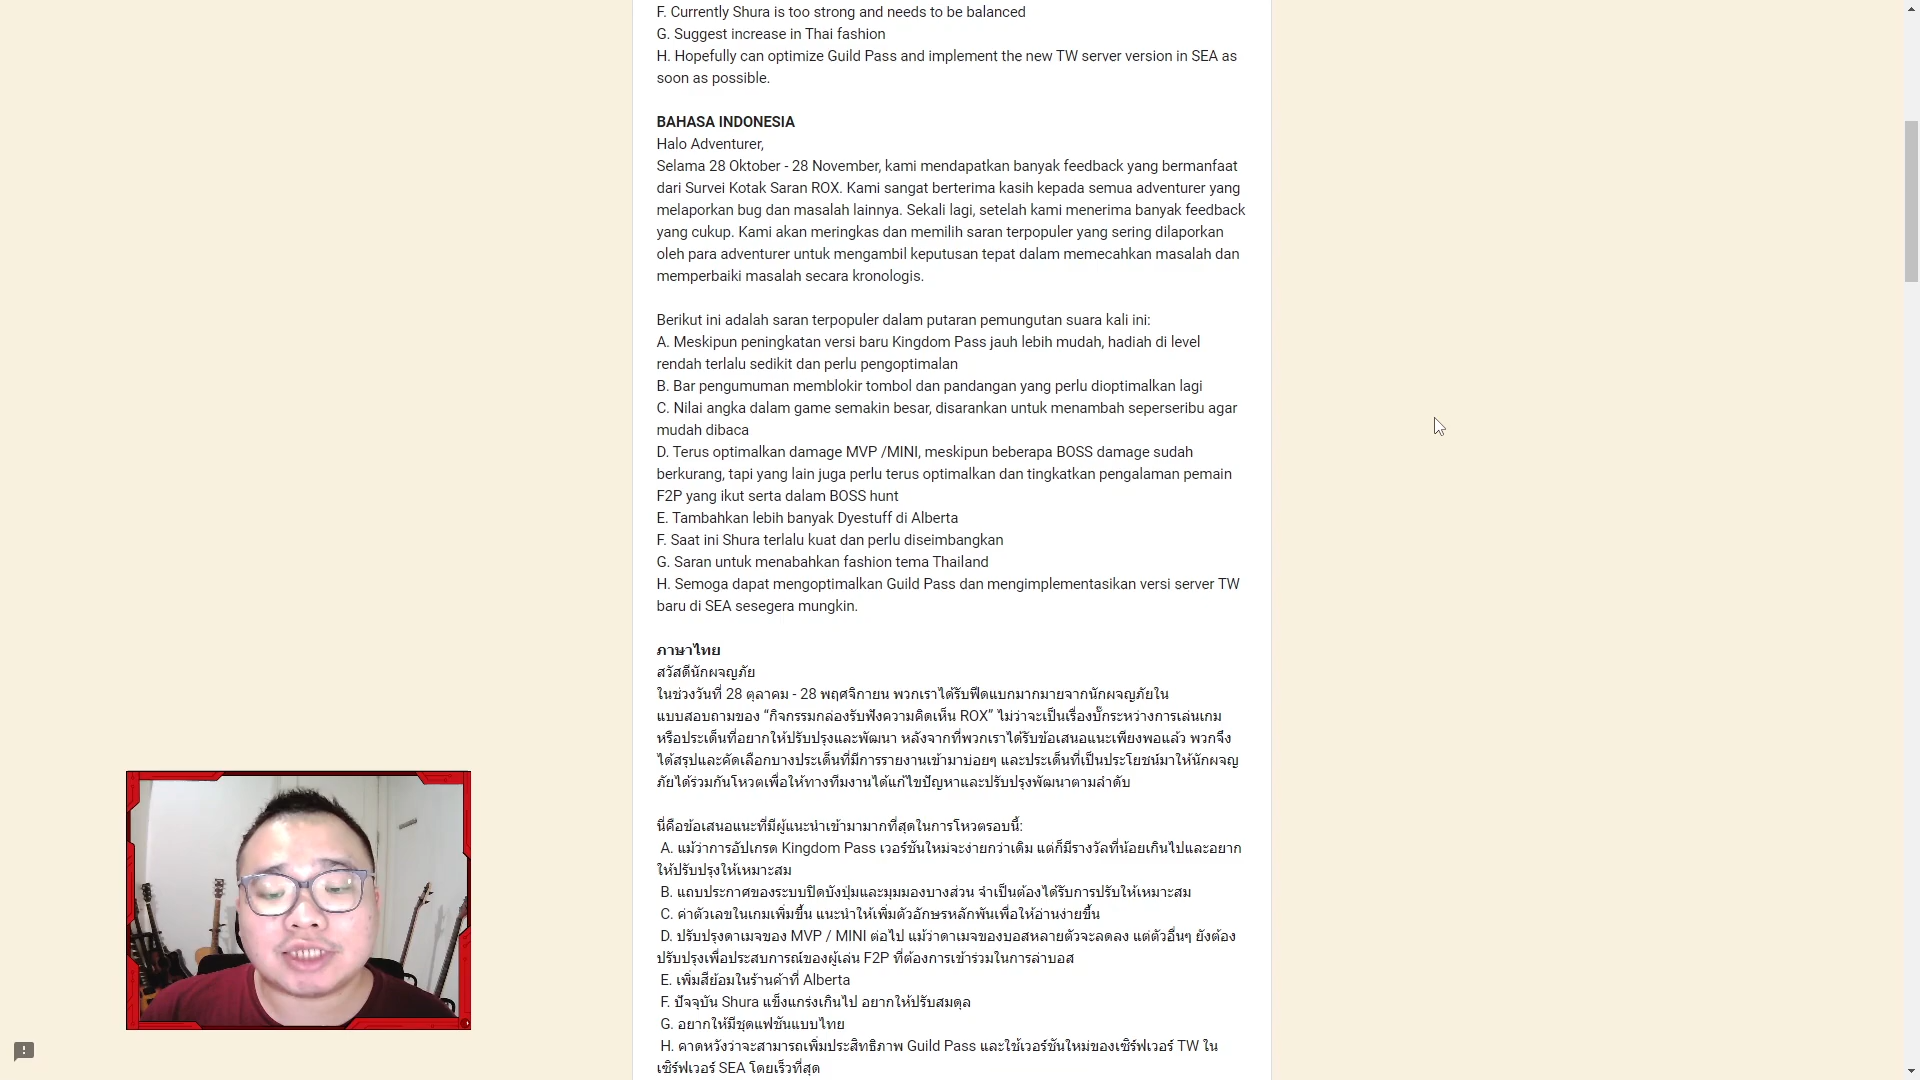 F. Currently Shura is too strong and needs to be balanced
G. Suggest increase in Thai fashion
H. Hopefully can optimize Guild Pass and implement the new TW server version in SEA as
soon as possible.
BAHASA INDONESIA
Halo Adventurer,
Selama 28 Oktober - 28 November, kami mendapatkan banyak feedback yang bermanfaat
dari Survei Kotak Saran ROX. Kami sangat berterima kasih kepada semua adventurer yang
melaporkan bug dan masalah lainnya. Sekali lagi, setelah kami menerima banyak feedback
yang cukup. Kami akan meringkas dan memilih saran terpopuler yang sering dilaporkan
oleh para adventurer untuk mengambil keputusan tepat dalam memecahkan masalah dan
memperbaiki masalah secara kronologis.
Berikut ini adalah saran terpopuler dalam putaran pemungutan suara kali ini:
A. Meskipun peningkatan versi baru Kingdom Pass jauh lebih mudah, hadiah di level
rendah terlalu sedikit dan perlu pengoptimalan
B. Bar pengumuman memblokir tombol dan pandangan yang perlu dioptimalkan lagi
C. Nilai angka dalam game semakin besar, disarankan untuk menambah seperseribu agar
mudah dibaca
D. Terus optimalkan damage MVP /MINI, meskipun beberapa BOSS damage sudah
berkurang, tapi yang lain juga perlu terus optimalkan dan tingkatkan pengalaman pemain
F2P yang ikut serta dalam BOSS hunt
E. Tambahkan lebih banyak Dyestuff di Alberta
F. Saat ini Shura terlalu kuat dan perlu diseimbangkan
G. Saran untuk menabahkan fashion tema Thailand
H. Semoga dapat mengoptimalkan Guild Pass dan mengimplementasikan versi server TW
baru di SEA sesegera mungkin.
ภาษาไทย
สวัสดีนักผจญภัย
ในช่วงวันที่ 28 ตุลาคม - 28 พฤศจิกายน พวกเราได้รับฟีดแบกมากมายจากนักผจญภัยใน
แบบสอบถามของ “กิจกรรมกล่องรับฟังความคิดเห็น ROX” ไม่ว่าจะเป็นเรื่องบั๊กระหว่างการเล่นเกม
หรือประเด็นที่อยากให้ปรับปรุงและพัฒนา หลังจากที่พวกเราได้รับข้อเสนอแนะเพียงพอแล้ว พวกจึง
ได้สรุปและคัดเลือกบางประเด็นที่มีการรายงานเข้ามาบ่อยๆ และประเด็นที่เป็นประโยชน์มาให้นักผจญ
ภัยได้ร่วมกันโหวตเพื่อให้ทางทีมงานได้แก้ไขปัญหาและปรับปรุงพัฒนาตามลำดับ
นี่คือข้อเสนอแนะที่มีผู้แนะนำเข้ามามากที่สุดในการโหวตรอบนี้:
A. แม้ว่าการอัปเกรด Kingdom Pass เวอร์ชันใหม่จะง่ายกว่าเดิม แต่ก็มีรางวัลที่น้อยเกินไปและอยาก
ให้ปรับปรุงให้เหมาะสม
B. แถบประกาศของระบบปิดบังปุ่มและมุมมองบางส่วน จำเป็นต้องได้รับการปรับให้เหมาะสม
C. ค่าตัวเลขในเกมเพิ่มขึ้น แนะนำให้เพิ่มตัวอักษรหลักพันเพื่อให้อ่านง่ายขึ้น
D. ปรับปรุงดาเมจของ MVP / MINI ต่อไป แม้ว่าดาเมจของบอสหลายตัวจะลดลง แต่ตัวอื่นๆ ยังต้อง
ปรับปรุงเพื่อประสบการณ์ของผู้เล่น F2P ที่ต้องการเข้าร่วมในการล่าบอส
E. เพิ่มสีย้อมในร้านค้าที่ Alberta
F. ปัจจุบัน Shura แข็งแกร่งเกินไป อยากให้ปรับสมดุล
G. อยากให้มีชุดแฟชันแบบไทย
H. คาดหวังว่าจะสามารถเพิ่มประสิทธิภาพ Guild Pass และใช้เวอร์ชันใหม่ของเซิร์ฟเวอร์ TW ใน
เซิร์ฟเวอร์ SEA โดยเร็วที่สุด